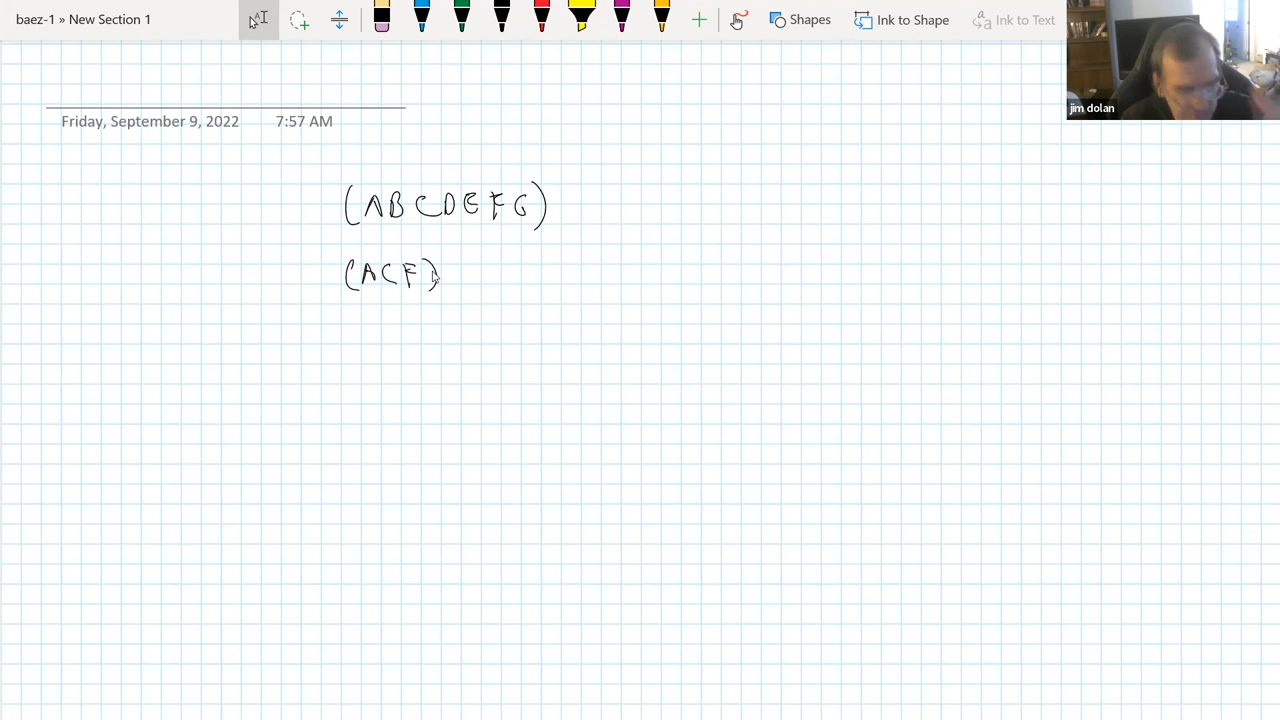 baez-1 » New Section 1
Shapes
Ink to Shape
Ink to Text
jim dolan
Friday, September 9, 2022 7:57 AM
(ABCDEFG)
(ACF)